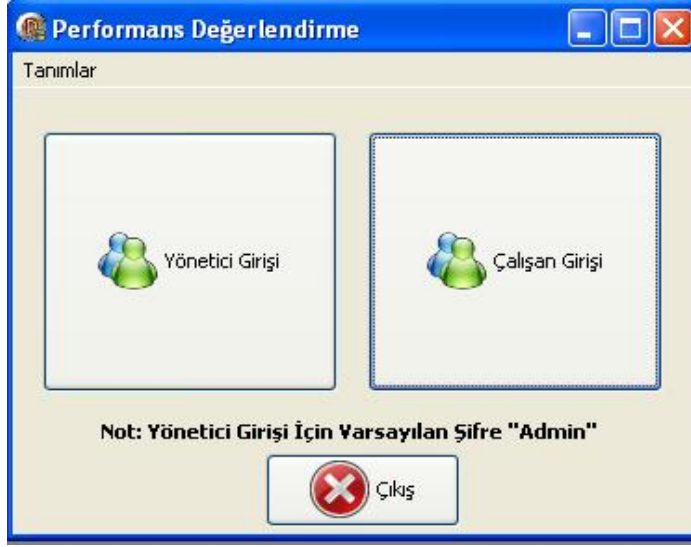 Performans Değerlendirme
Tanımlar
Yönetici Girişi
Çalışan Girişi
Not: Yönetici Girişi İçin Varsayılan Şifre "Admin"
Çıkış